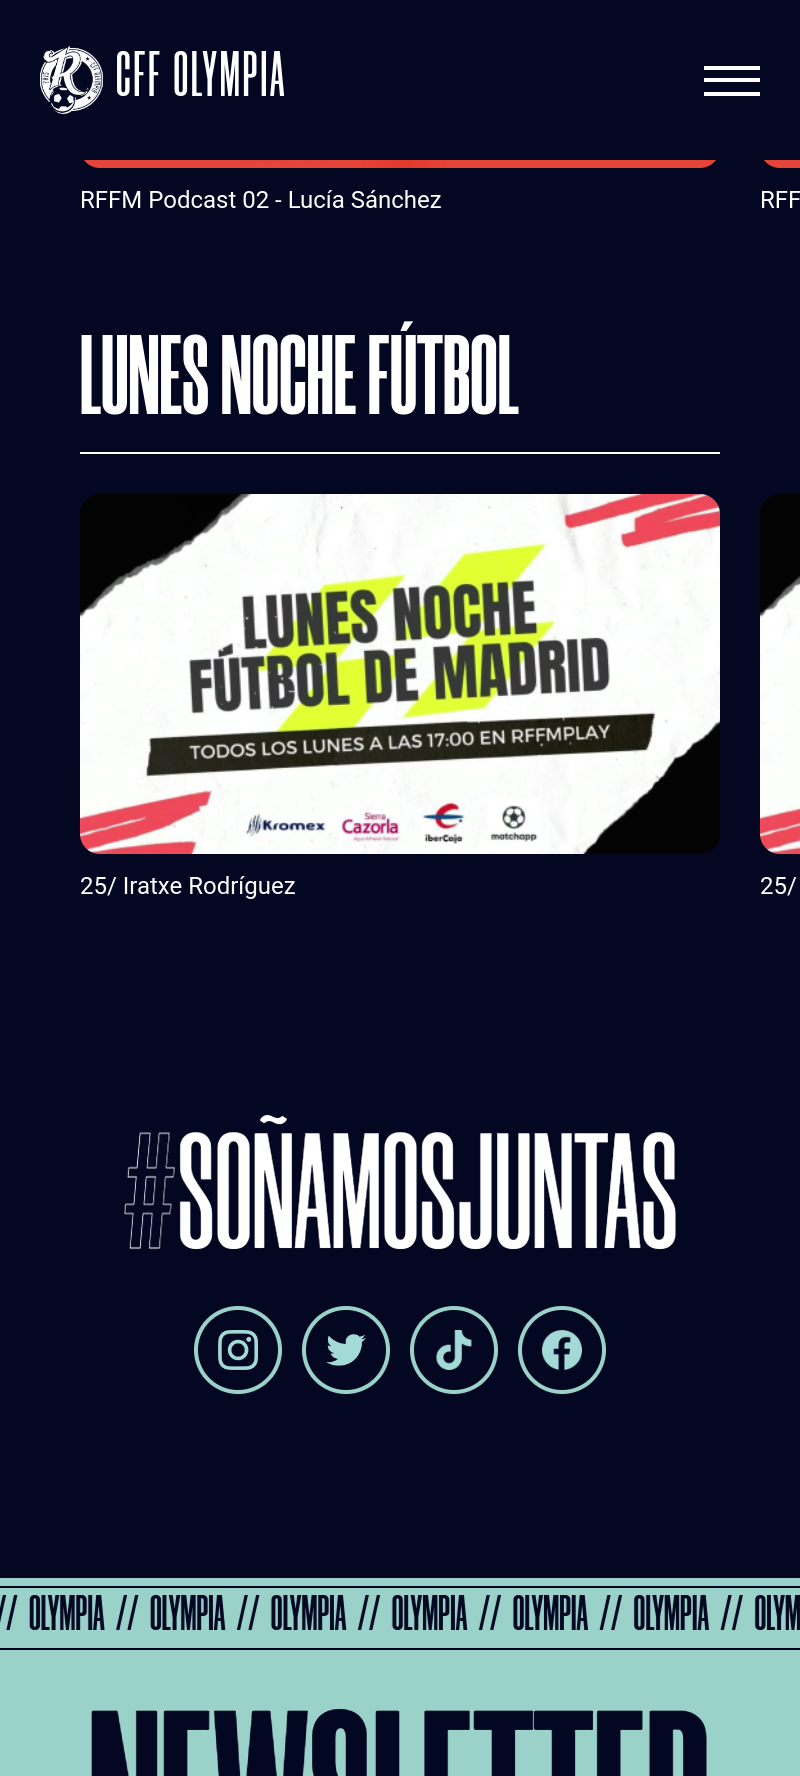 CFF OLYMPIA
RFFM Podcast 02 - Lucía Sánchez
RFF
LUNES NOCHE FÚTBOL
LUNES NOCHE
FÚTBOL DE MADRID
TODOS LOS LUNES A LAS 17:00 EN RFFMPLAY
Kromex
Sierra
Cazorla
iberCaja
matchapp
25/ Iratxe Rodríguez
25/
#SOÑAMOSJUNTAS
// OLYMPIA // OLYMPIA // OLYMPIA // OLYMPIA // OLYMPIA // OLYMPIA // OLYM
NEWSLETTER